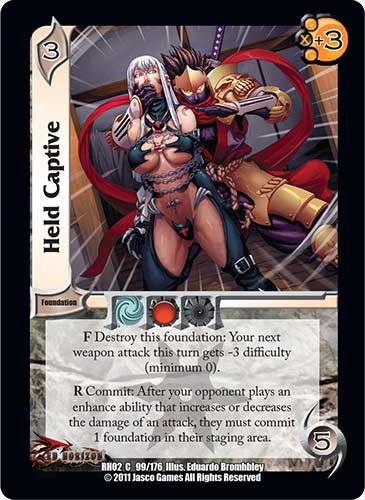 3
+3
Held Captive
Foundation
F Destroy this foundation: Your next
weapon attack this turn gets -3 difficulty
(minimum 0).
R Commit: After your opponent plays an
enhance ability that increases or decreases
the damage of an attack, they must commit
1 foundation in their staging area.
5
RED HORIZON
RH02 C 99/176 Illus. Eduardo Bromhbley
© 2011 Jasco Games All Rights Reserved